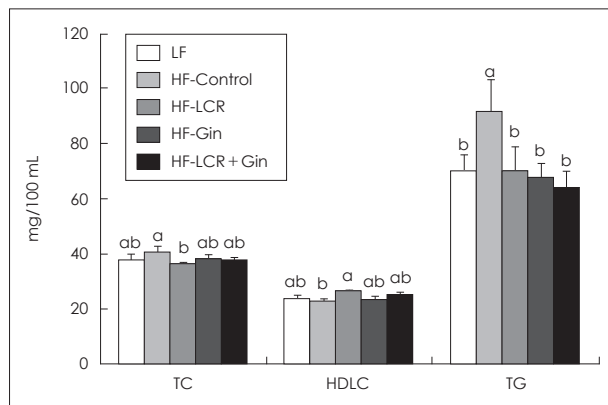 120
100
80
60
40
20
0
mg/100 mL
LF
HF-Control
HF-LCR
HF-Gin
HF-LCR + Gin
ab a b ab ab
ab b a ab ab
b a b b b
TC HDLC TG